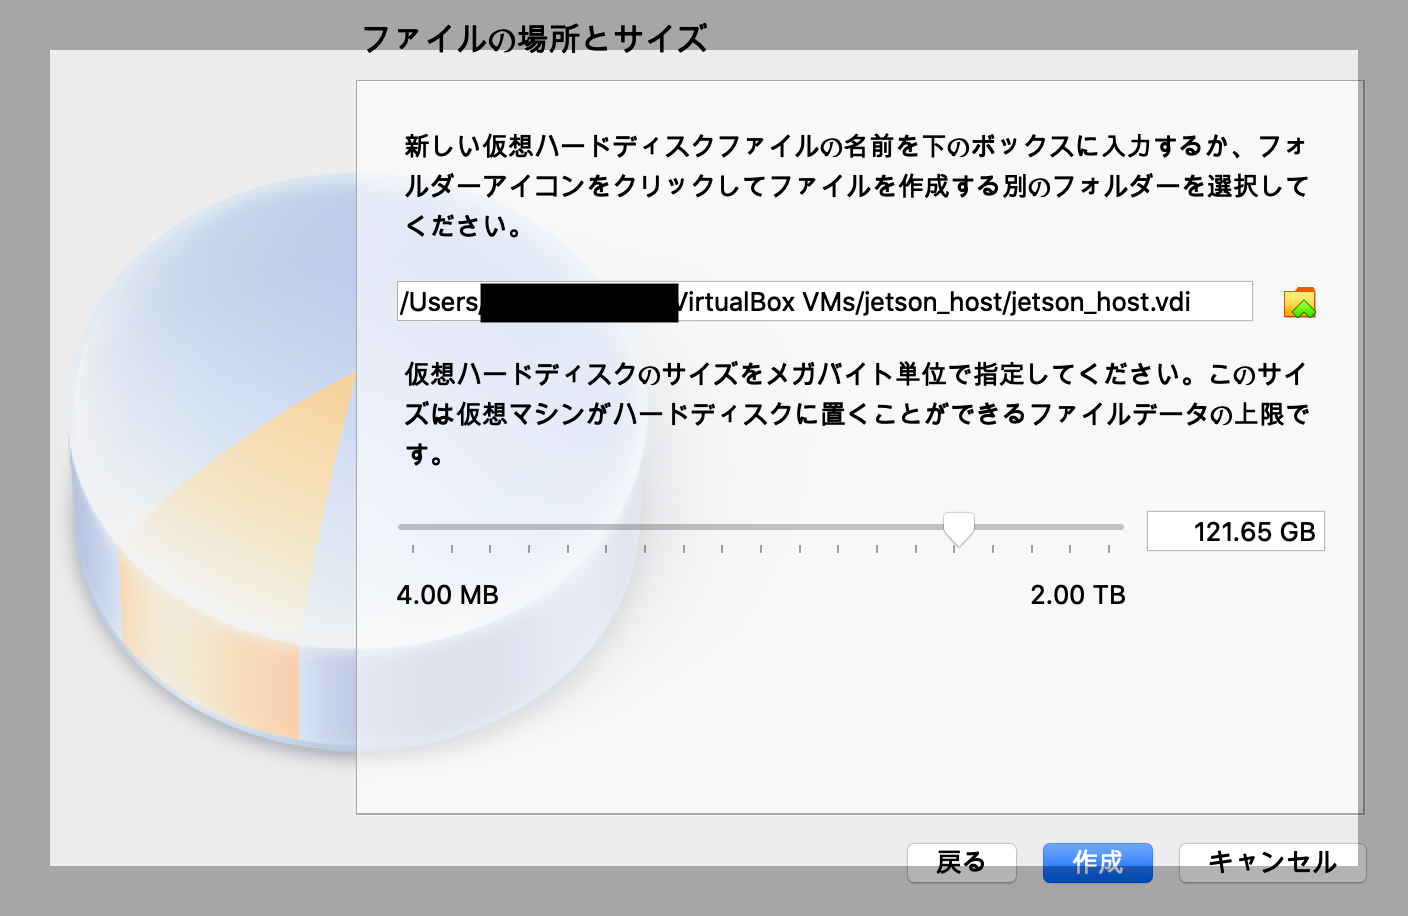 ファイルの場所とサイズ
新しい仮想ハードディスクファイルの名前を下のボックスに入力するか、フォ
ルダーアイコンをクリックしてファイルを作成する別のフォルダーを選択して
ください。
/Users/ VirtualBox VMs/jetson_host/jetson_host.vdi
仮想ハードディスクのサイズをメガバイト単位で指定してください。このサイ
ズは仮想マシンがハードディスクに置くことができるファイルデータの上限で
す。
121.65 GB
4.00 MB 2.00 TB
戻る 作成 キャンセル